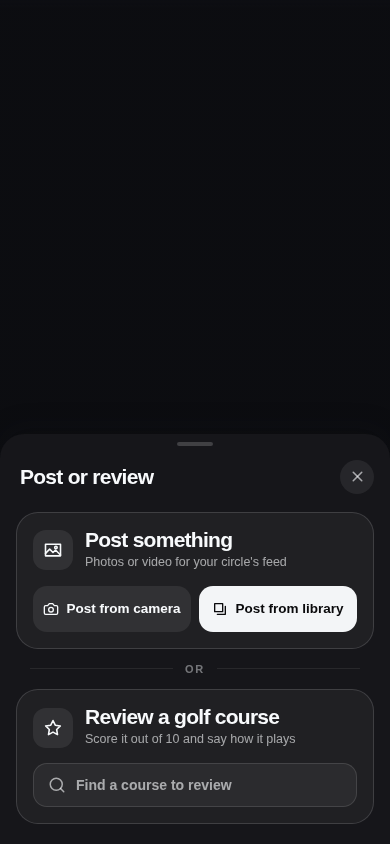 Post or review
Post something
Photos or video for your circle's feed
Post from camera
Post from library
OR
Review a golf course
Score it out of 10 and say how it plays
Find a course to review